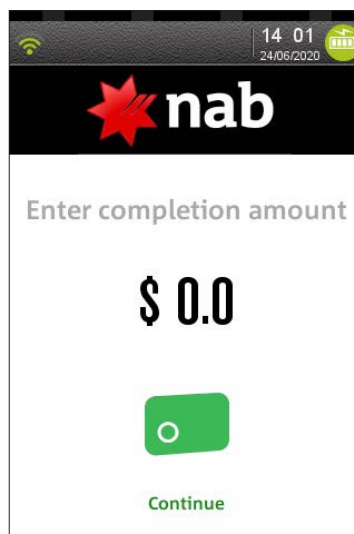 14 01
24/06/2020
nab
Enter completion amount
$ 0.0
Continue